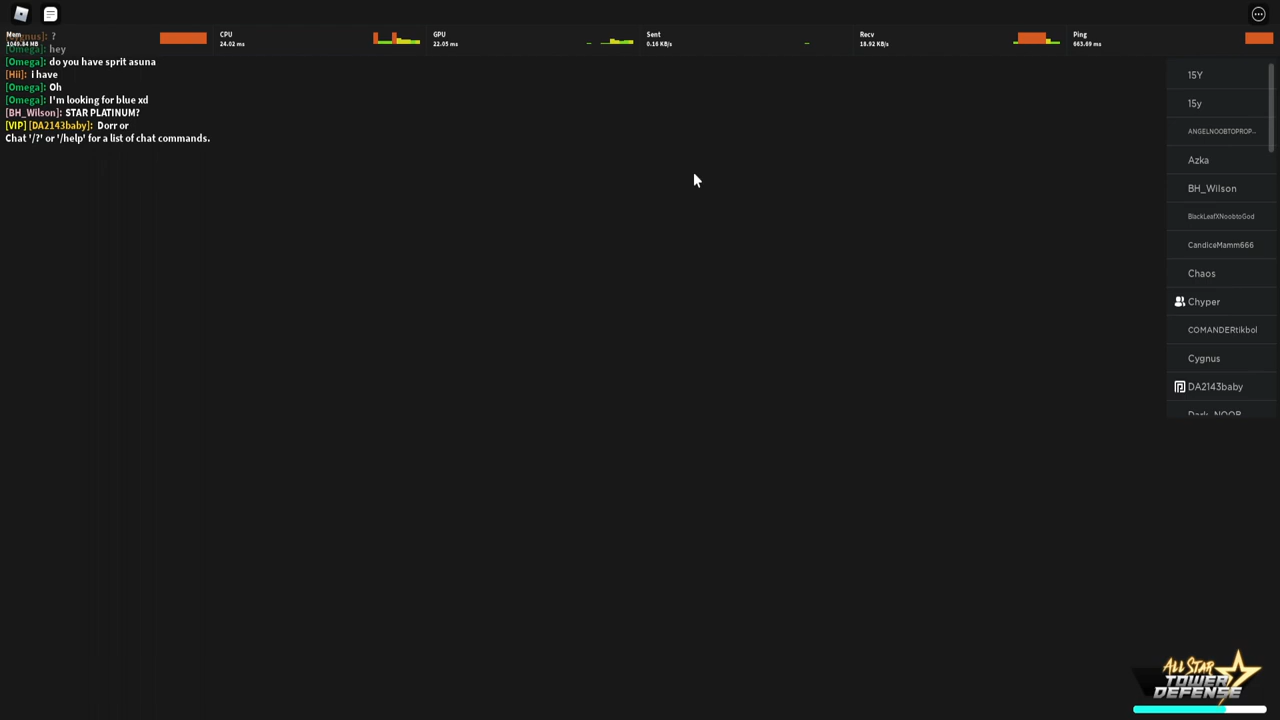 Mem
1049.84 MB
CPU
24.02 ms
GPU
22.05 ms
Sent
0.16 KB/s
Recv
18.92 KB/s
Ping
663.69 ms
[Cygnus]: ?
[Omega]: hey
[Omega]: do you have sprit asuna
[Hii]: i have
[Omega]: Oh
[Omega]: I'm looking for blue xd
[BH_Wilson]: STAR PLATINUM?
[VIP] [DA2143baby]: Dorr or
Chat '/?' or '/help' for a list of chat commands.
15Y
15y
ANGELNOOBTOPROP...
Azka
BH_Wilson
BlackLeafXNoobtoGod
CandiceMamm666
Chaos
Chyper
COMANDERtikbol
Cygnus
DA2143baby
Dark_NOOB
ALL STAR
TOWER
DEFENSE